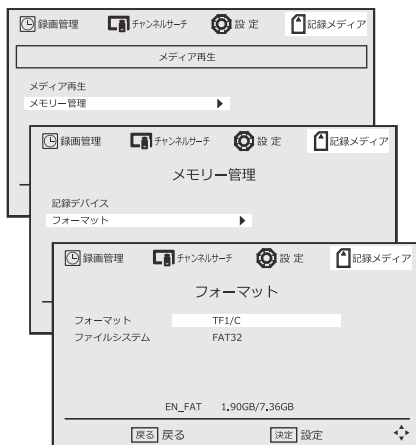 録画管理 チャンネルサーチ 設定 記録メディア
メディア再生
メディア再生
メモリー管理
録画管理 チャンネルサーチ 設定 記録メディア
メモリー管理
記録デバイス
フォーマット
録画管理 チャンネルサーチ 設定 記録メディア
フォーマット
フォーマット TF1/C
ファイルシステム FAT32
EN_FAT 1.90GB/7.36GB
戻る 戻る 決定 設定